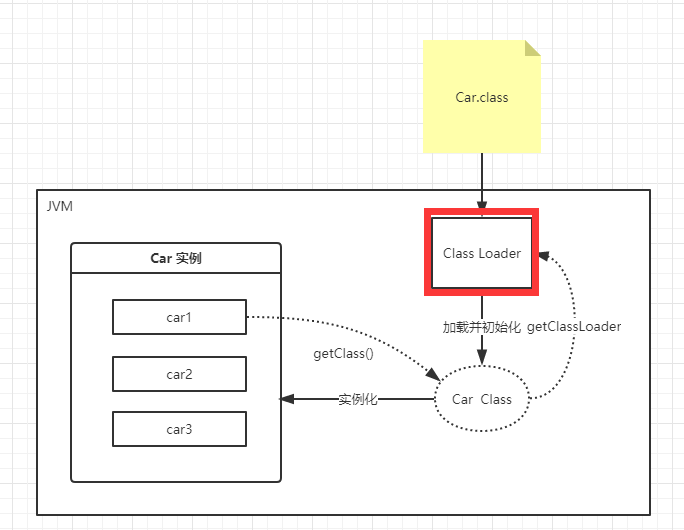 Car.class
JVM
Class Loader
Car 实例
car1
加载并初始化
getClassLoader
getClass()
car2
实例化
Car Class
car3